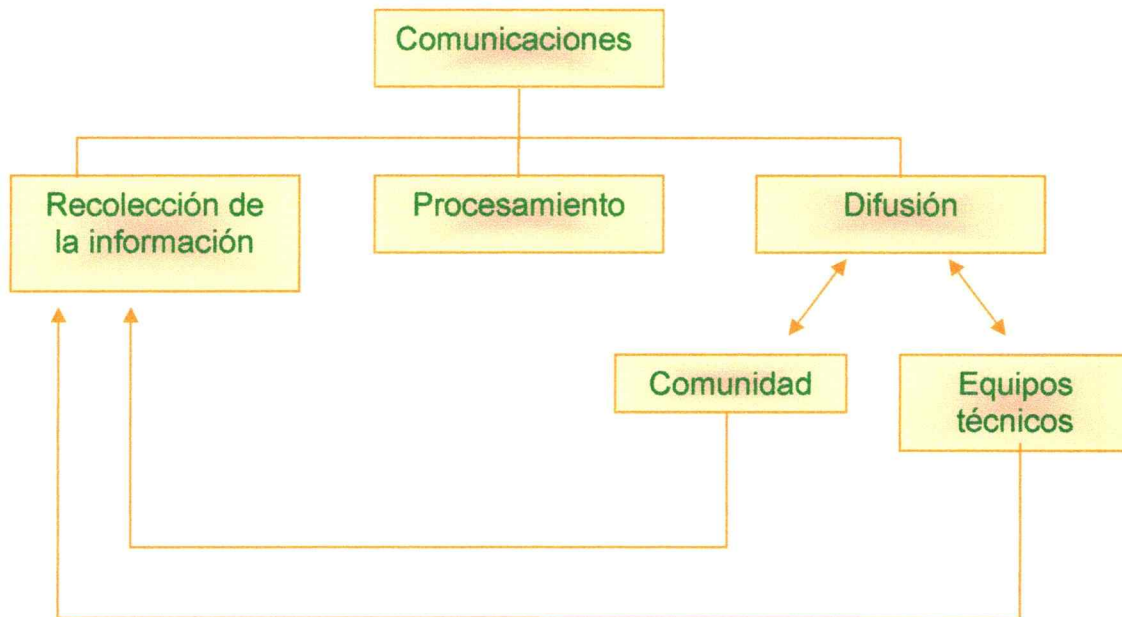 Comunicaciones
Recolección de
la información
Procesamiento
Difusión
Comunidad
Equipos
técnicos